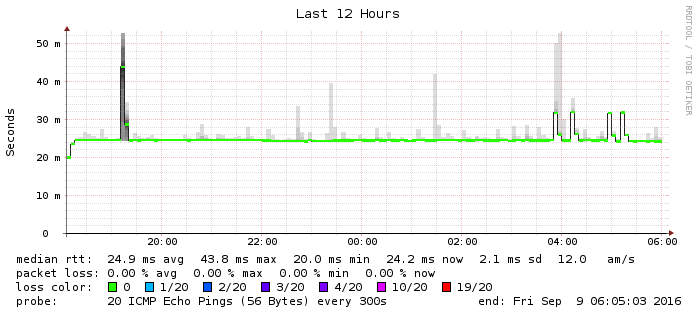 Last 12 Hours
RRDTOOL / TOBI OETIKER
Seconds
50 m
40 m
30 m
20 m
10 m
0
20:00 22:00 00:00 02:00 04:00 06:00
median rtt: 24.9 ms avg 43.8 ms max 20.0 ms min 24.2 ms now 2.1 ms sd 12.0 am/s
packet loss: 0.00 % avg 0.00 % max 0.00 % min 0.00 % now
loss color: 0 1/20 2/20 3/20 4/20 10/20 19/20
probe: 20 ICMP Echo Pings (56 Bytes) every 300s end: Fri Sep 9 06:05:03 2016